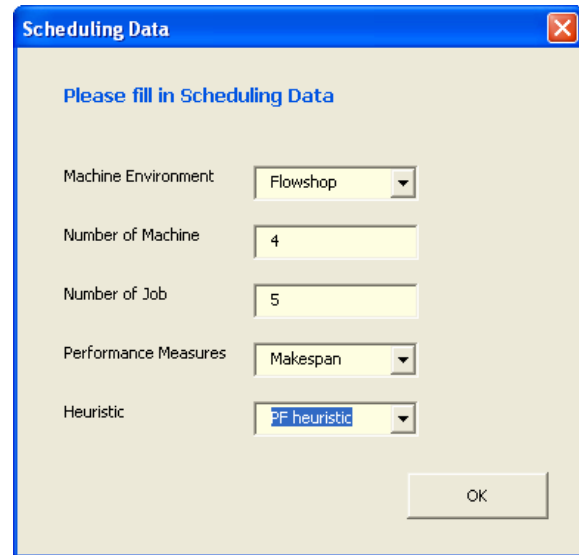 Scheduling Data
Please fill in Scheduling Data
Machine Environment Flowshop
Number of Machine 4
Number of Job 5
Performance Measures Makespan
Heuristic PF heuristic
OK